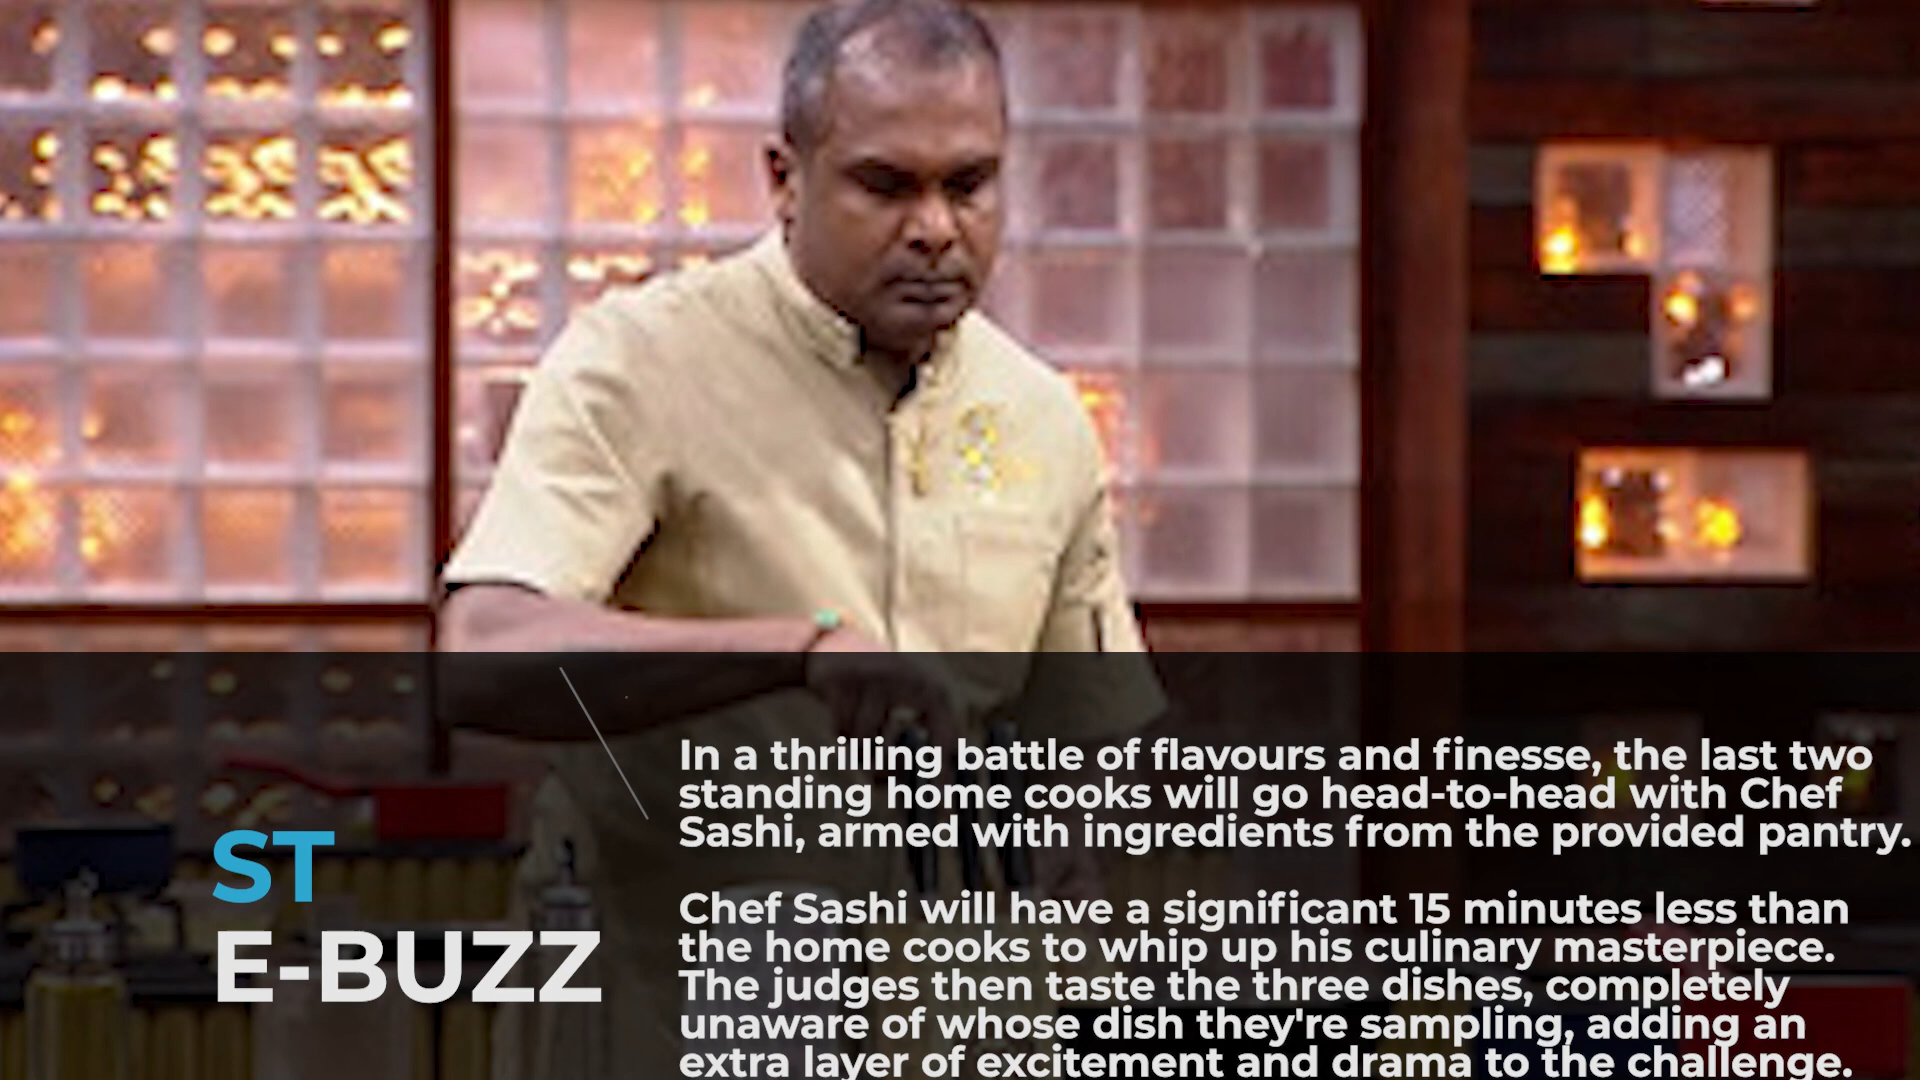 ST
E-BUZZ
In a thrilling battle of flavours and finesse, the last two
standing home cooks will go head-to-head with Chef
Sashi, armed with ingredients from the provided pantry.
Chef Sashi will have a significant 15 minutes less than
the home cooks to whip up his culinary masterpiece.
The judges then taste the three dishes, completely
unaware of whose dish they're sampling, adding an
extra layer of excitement and drama to the challenge.